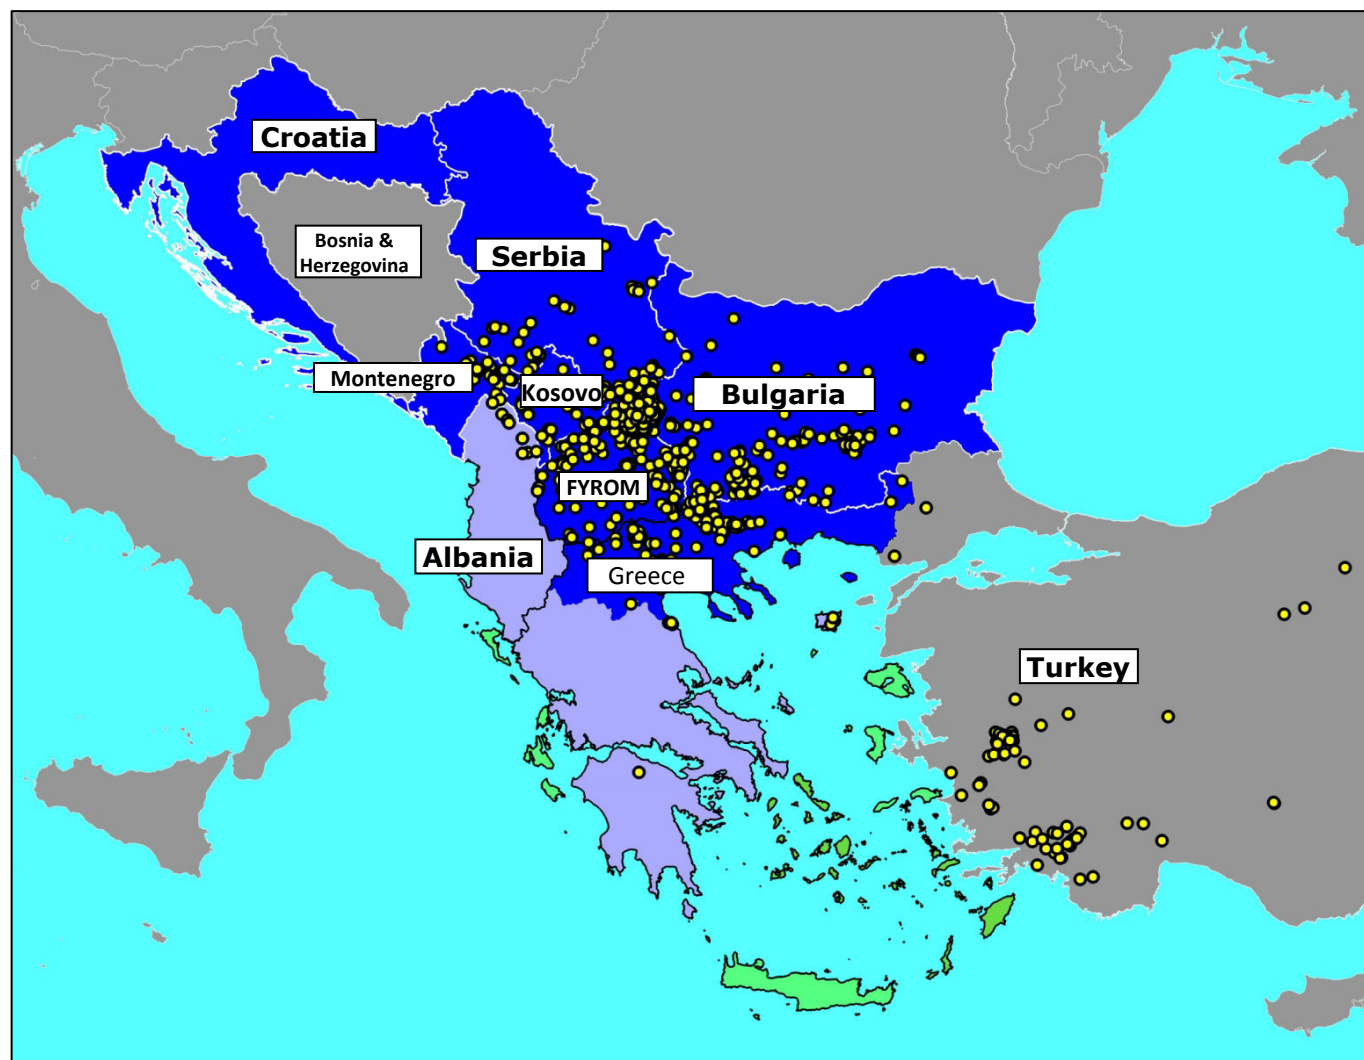 Croatia
Bosnia &
Herzegovina
Serbia
Montenegro
Kosovo
Bulgaria
FYROM
Albania
Greece
Turkey